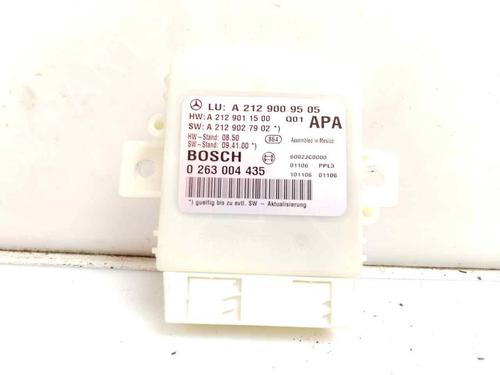 LU: A 212 900 95 05
HW: A 212 901 15 00 Q01 APA
SW: A 212 902 79 02 *)
HW-Stand: 08.50 864 Assembled in Mexico
SW-Stand: 09.41.00 *)
BOSCH 6002JC0000
0 263 004 435 01106 PPL3
101106 01106
*) gueltig bis zu evtl. SW - Aktualisierung